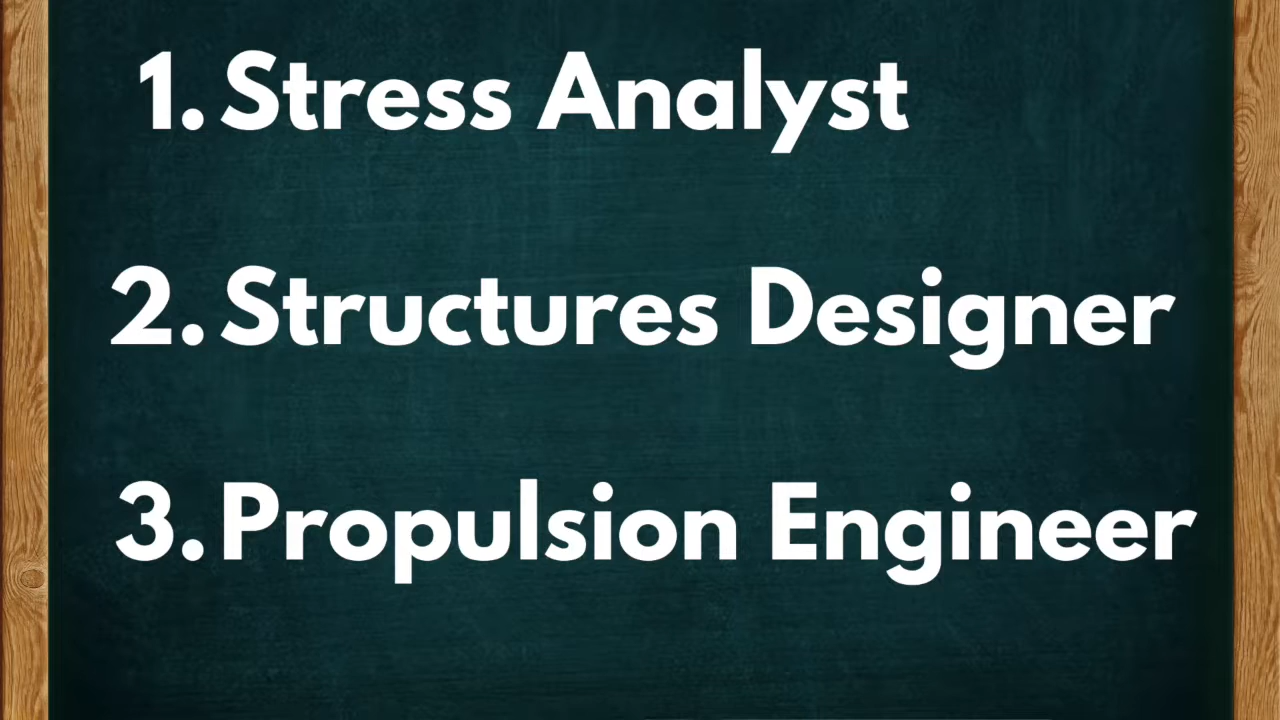 1. Stress Analyst
2. Structures Designer
3. Propulsion Engineer